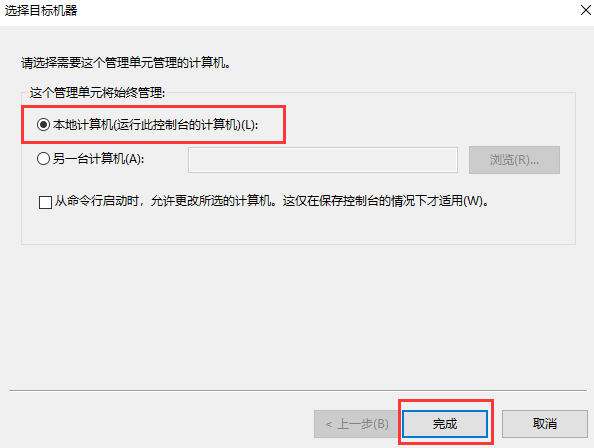 选择目标机器
请选择需要这个管理单元管理的计算机。
这个管理单元将始终管理:
本地计算机(运行此控制台的计算机)(L):
另一台计算机(A):
浏览(R)...
从命令行启动时，允许更改所选的计算机。这仅在保存控制台的情况下才适用(W)。
< 上一步(B)
完成
取消